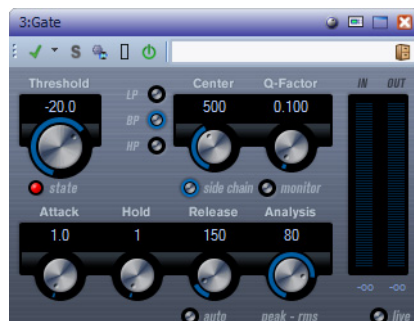 3:Gate
S
Threshold
LP
Center
Q-Factor
IN
OUT
-20.0
BP
500
0.100
HP
state
side chain
monitor
Attack
Hold
Release
Analysis
1.0
1
150
80
-∞
-∞
auto
peak - rms
live